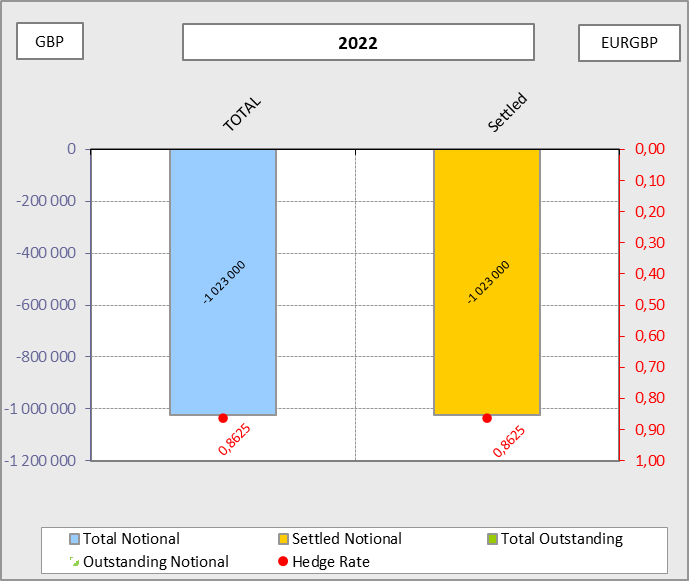 GBP
2022
EURGBP
TOTAL
Settled
0
-200 000
-400 000
-600 000
-800 000
-1 000 000
-1 200 000
-1 023 000
-1 023 000
0,8625
0,8625
0,00
0,10
0,20
0,30
0,40
0,50
0,60
0,70
0,80
0,90
1,00
Total Notional
Settled Notional
Total Outstanding
Outstanding Notional
Hedge Rate